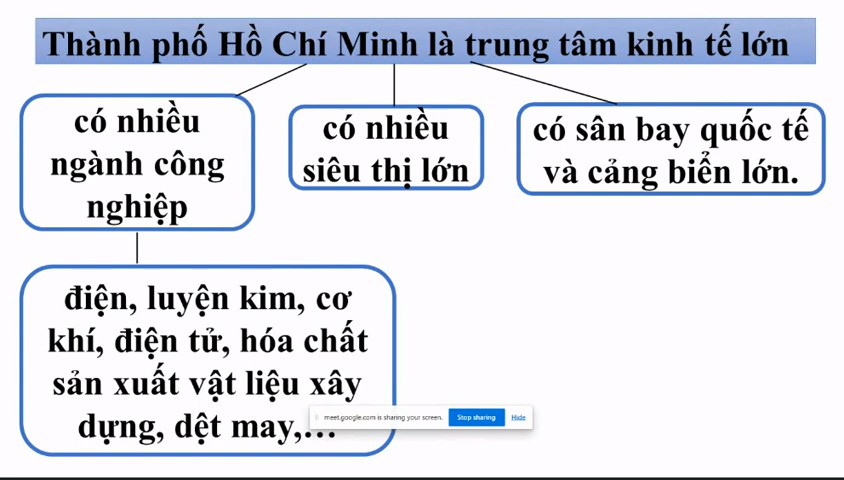 Thành phố Hồ Chí Minh là trung tâm kinh tế lớn
có nhiều
ngành công
nghiệp
có nhiều
siêu thị lớn
có sân bay quốc tế
và cảng biển lớn.
điện, luyện kim, cơ
khí, điện tử, hóa chất
sản xuất vật liệu xây
dựng, dệt may,...
meet.google.com is sharing your screen.
Stop sharing
Hide